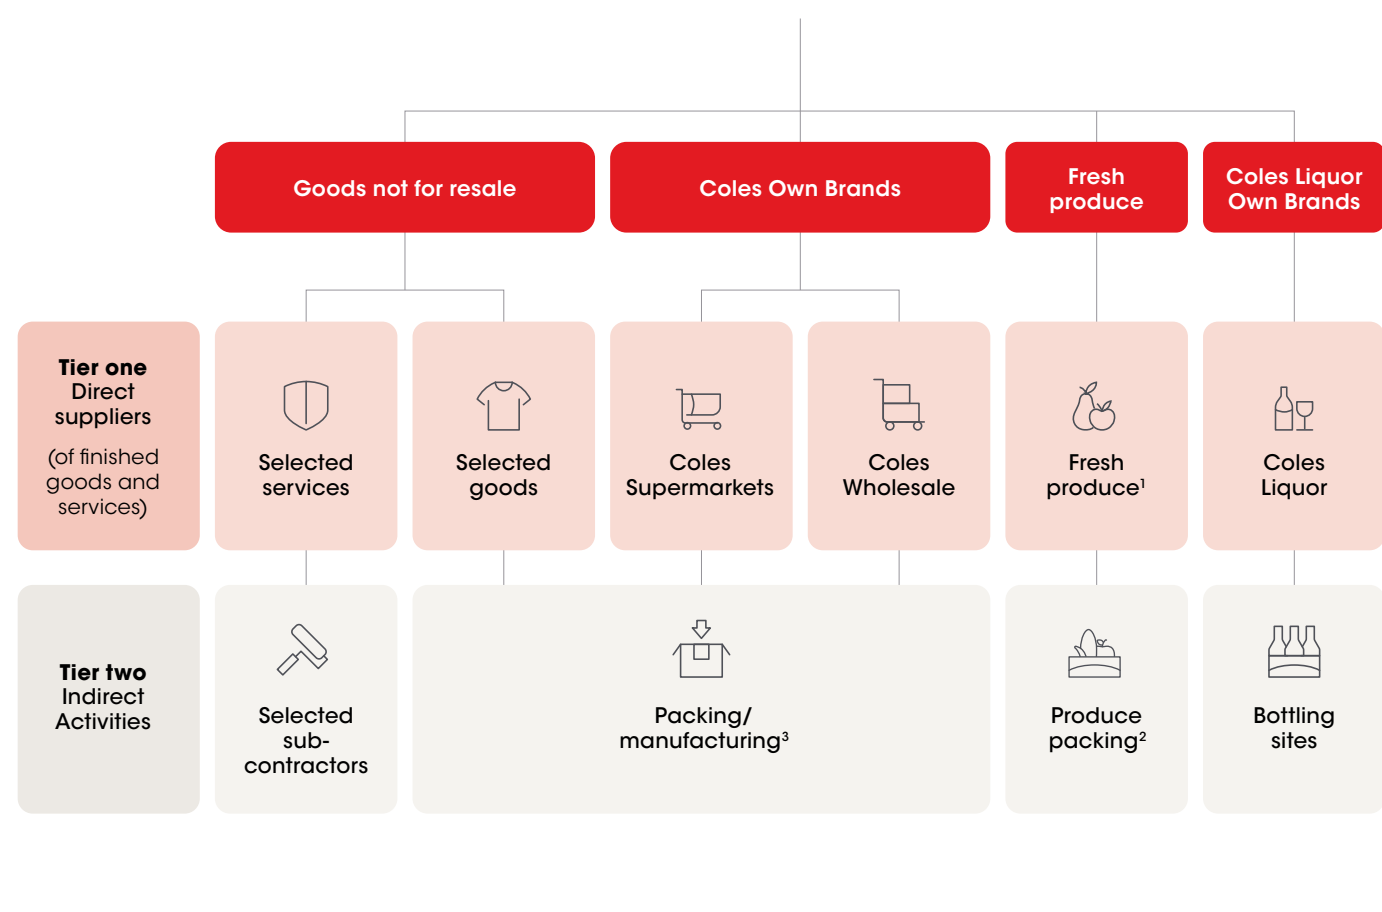 Goods not for resale
Coles Own Brands
Fresh
produce
Coles Liquor
Own Brands
Tier one
Direct
suppliers
(of finished
goods and
services)
Selected
services
Selected
goods
Coles
Supermarkets
Coles
Wholesale
Fresh
produce¹
Coles
Liquor
Tier two
Indirect
Activities
Selected
sub-
contractors
Packing/
manufacturing³
Produce
packing²
Bottling
sites